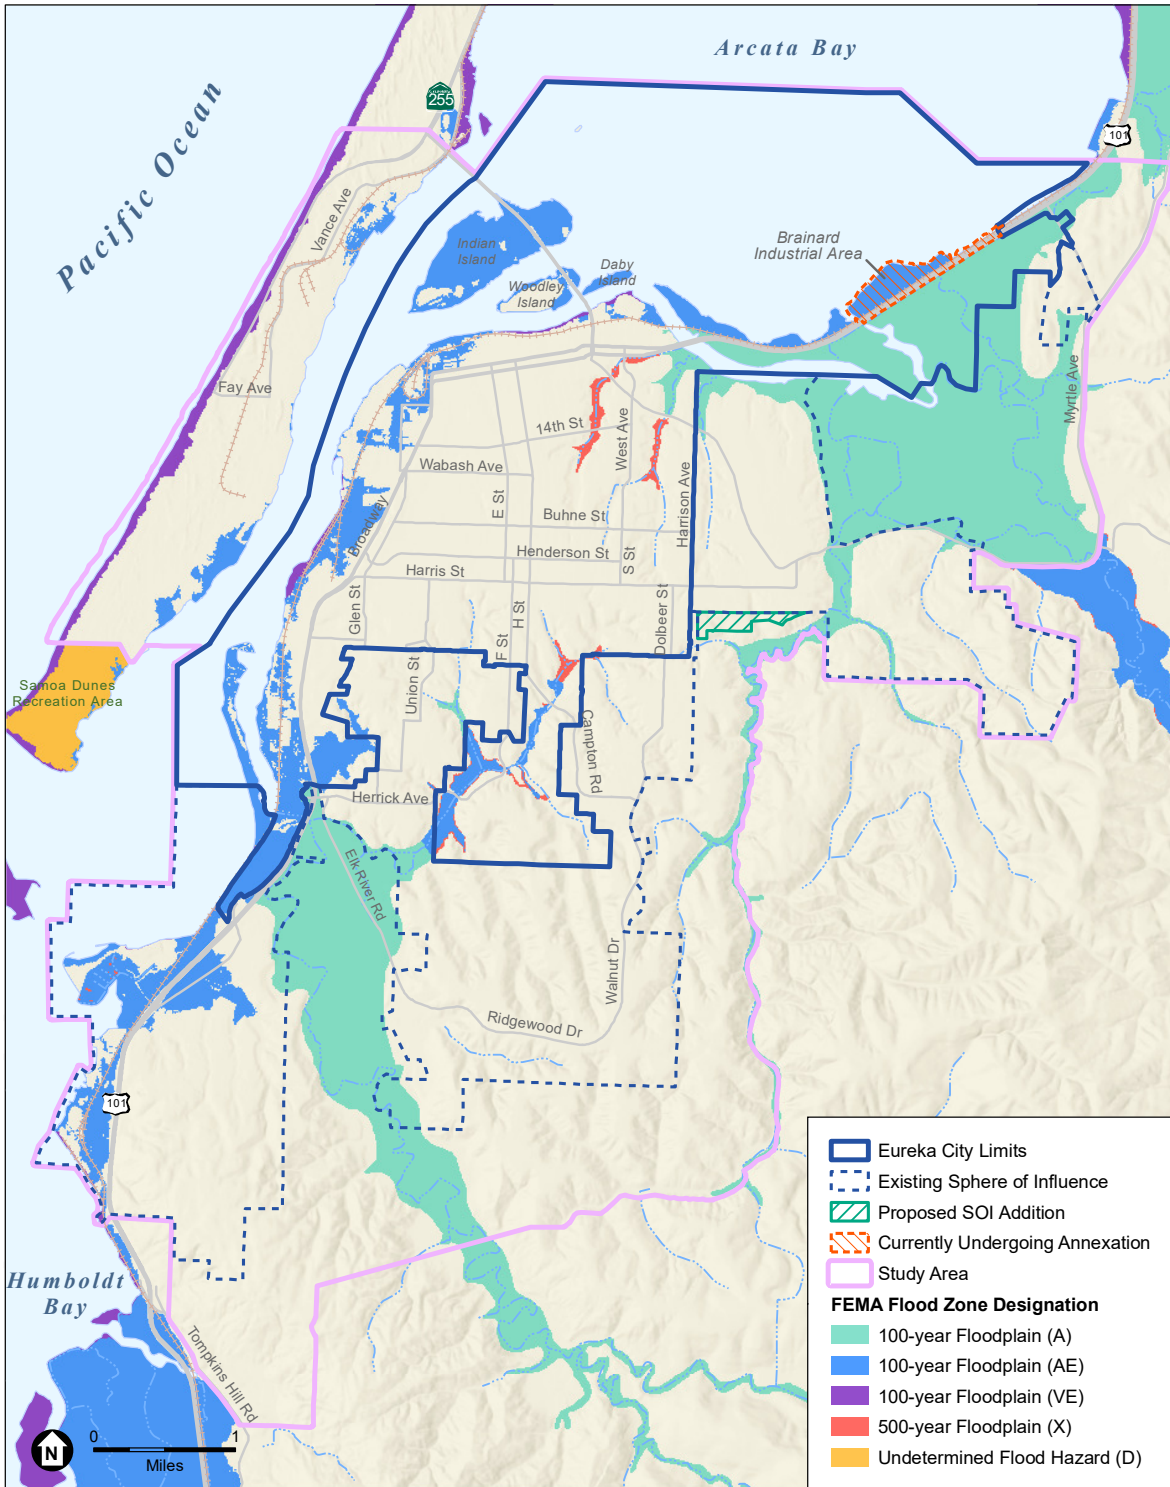 Arcata Bay
Pacific Ocean
CALIFORNIA
255
101
Vance Ave
Brainard
Industrial Area
Indian
Island
Daby
Island
Woodley
Island
Fay Ave
Myrtle Ave
14th St
West Ave
Wabash Ave
Harrison Ave
E St
Buhne St
Broadway
Henderson St
S St
Harris St
Glen St
H St
Dolbeer St
F St
Union St
Samoa Dunes
Recreation Area
Campton Rd
Herrick Ave
Elk River Rd
Walnut Dr
Ridgewood Dr
101
Humboldt
Bay
Tompkins Hill Rd
N
0 1
Miles
Eureka City Limits
Existing Sphere of Influence
Proposed SOI Addition
Currently Undergoing Annexation
Study Area
FEMA Flood Zone Designation
100-year Floodplain (A)
100-year Floodplain (AE)
100-year Floodplain (VE)
500-year Floodplain (X)
Undetermined Flood Hazard (D)